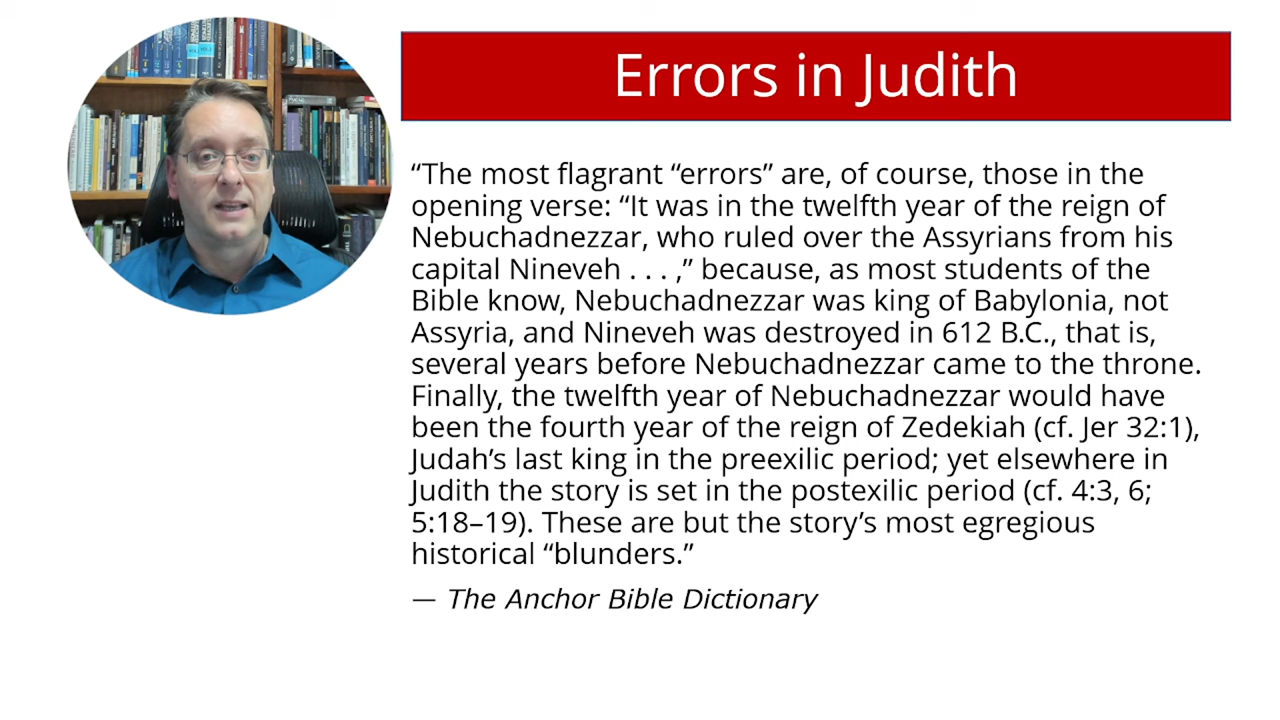 Errors in Judith
“The most flagrant “errors” are, of course, those in the
opening verse: “It was in the twelfth year of the reign of
Nebuchadnezzar, who ruled over the Assyrians from his
capital Nineveh . . . ,” because, as most students of the
Bible know, Nebuchadnezzar was king of Babylonia, not
Assyria, and Nineveh was destroyed in 612 B.C., that is,
several years before Nebuchadnezzar came to the throne.
Finally, the twelfth year of Nebuchadnezzar would have
been the fourth year of the reign of Zedekiah (cf. Jer 32:1),
Judah’s last king in the preexilic period; yet elsewhere in
Judith the story is set in the postexilic period (cf. 4:3, 6;
5:18–19). These are but the story’s most egregious
historical “blunders.”
— The Anchor Bible Dictionary